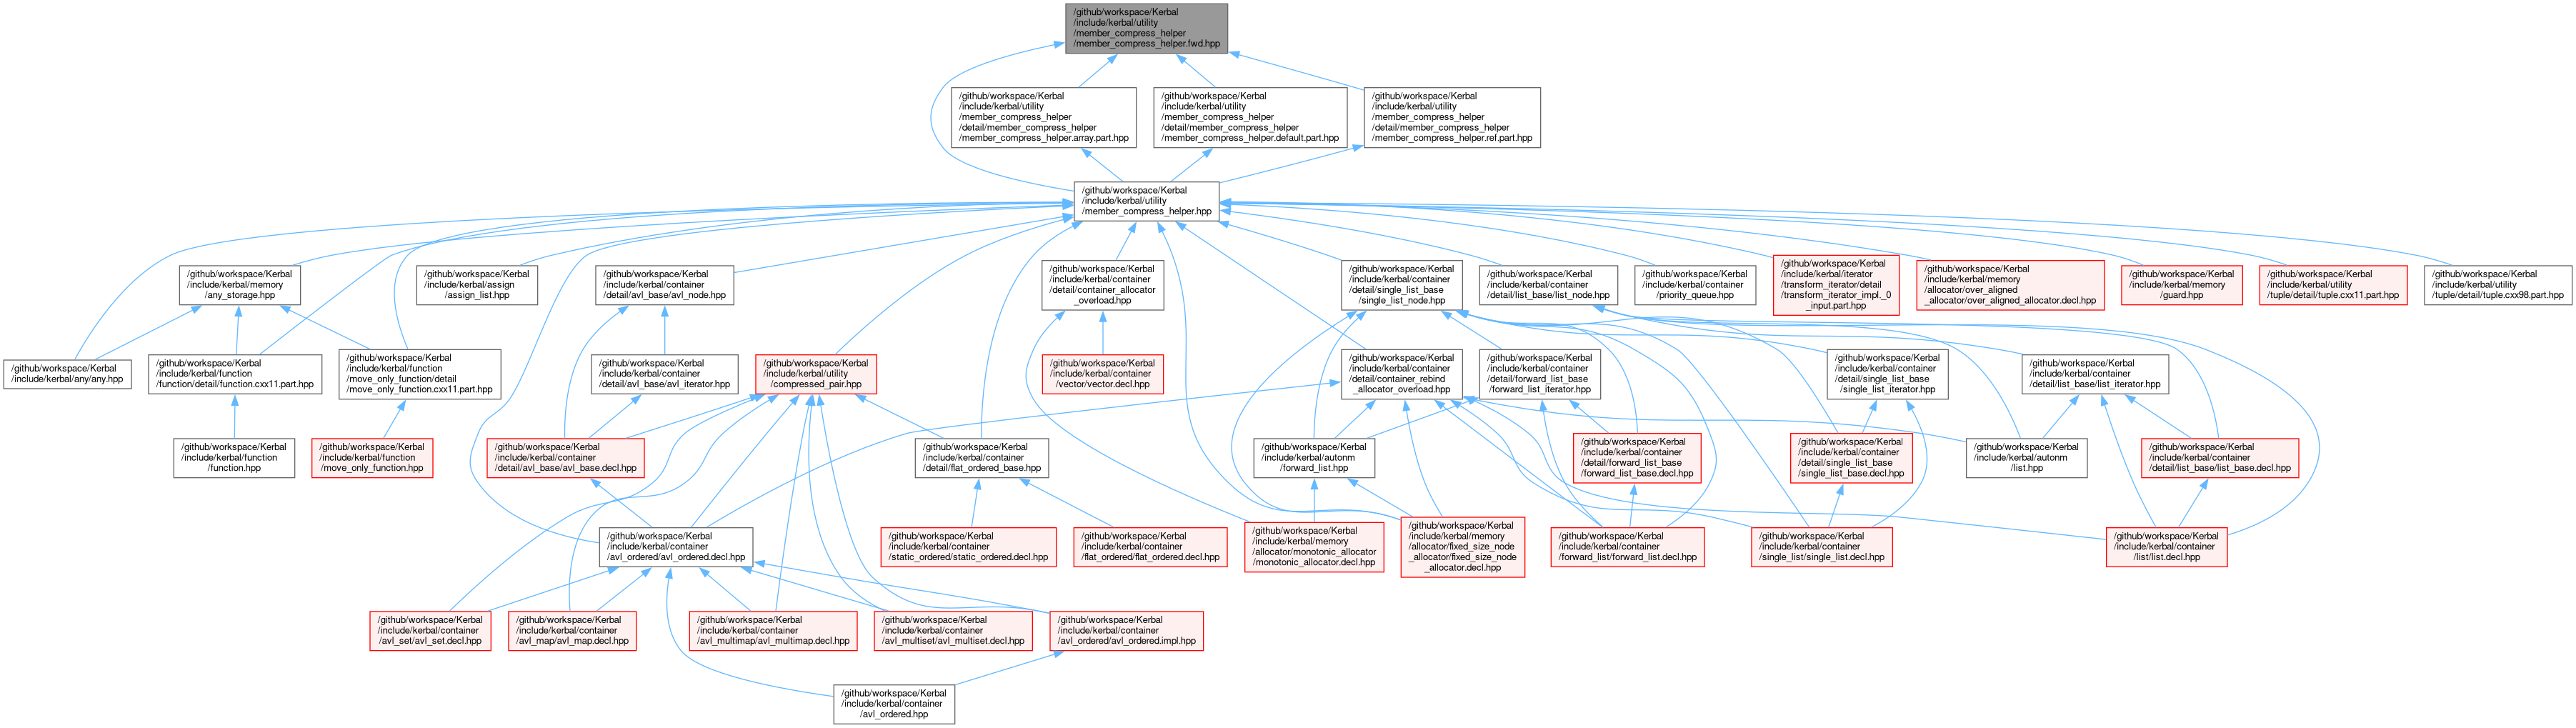 /github/workspace/Kerbal
/include/kerbal/utility
/member_compress_helper
/member_compress_helper.fwd.hpp
/github/workspace/Kerbal
/include/kerbal/utility
/member_compress_helper
/detail/member_compress_helper
/member_compress_helper.array.part.hpp
/github/workspace/Kerbal
/include/kerbal/utility
/member_compress_helper
/detail/member_compress_helper
/member_compress_helper.default.part.hpp
/github/workspace/Kerbal
/include/kerbal/utility
/member_compress_helper
/detail/member_compress_helper
/member_compress_helper.ref.part.hpp
/github/workspace/Kerbal
/include/kerbal/utility
/member_compress_helper.hpp
/github/workspace/Kerbal
/include/kerbal/memory
/any_storage.hpp
/github/workspace/Kerbal
/include/kerbal/assign
/assign_list.hpp
/github/workspace/Kerbal
/include/kerbal/container
/detail/avl_base/avl_node.hpp
/github/workspace/Kerbal
/include/kerbal/container
/detail/container_allocator
_overload.hpp
/github/workspace/Kerbal
/include/kerbal/container
/detail/single_list_base
/single_list_node.hpp
/github/workspace/Kerbal
/include/kerbal/container
/detail/list_base/list_node.hpp
/github/workspace/Kerbal
/include/kerbal/container
/priority_queue.hpp
/github/workspace/Kerbal
/include/kerbal/iterator
/transform_iterator/detail
/transform_iterator_impl._0
_input.part.hpp
/github/workspace/Kerbal
/include/kerbal/memory
/allocator/over_aligned
_allocator/over_aligned_allocator.decl.hpp
/github/workspace/Kerbal
/include/kerbal/memory
/guard.hpp
/github/workspace/Kerbal
/include/kerbal/utility
/tuple/detail/tuple.cxx11.part.hpp
/github/workspace/Kerbal
/include/kerbal/utility
/tuple/detail/tuple.cxx98.part.hpp
/github/workspace/Kerbal
/include/kerbal/any/any.hpp
/github/workspace/Kerbal
/include/kerbal/function
/function/detail/function.cxx11.part.hpp
/github/workspace/Kerbal
/include/kerbal/function
/move_only_function/detail
/move_only_function.cxx11.part.hpp
/github/workspace/Kerbal
/include/kerbal/container
/detail/avl_base/avl_iterator.hpp
/github/workspace/Kerbal
/include/kerbal/utility
/compressed_pair.hpp
/github/workspace/Kerbal
/include/kerbal/container
/vector/vector.decl.hpp
/github/workspace/Kerbal
/include/kerbal/container
/detail/container_rebind
_allocator_overload.hpp
/github/workspace/Kerbal
/include/kerbal/container
/detail/forward_list_base
/forward_list_iterator.hpp
/github/workspace/Kerbal
/include/kerbal/container
/detail/single_list_base
/single_list_iterator.hpp
/github/workspace/Kerbal
/include/kerbal/container
/detail/list_base/list_iterator.hpp
/github/workspace/Kerbal
/include/kerbal/function
/function.hpp
/github/workspace/Kerbal
/include/kerbal/function
/move_only_function.hpp
/github/workspace/Kerbal
/include/kerbal/container
/detail/avl_base/avl_base.decl.hpp
/github/workspace/Kerbal
/include/kerbal/container
/detail/flat_ordered_base.hpp
/github/workspace/Kerbal
/include/kerbal/autonm
/forward_list.hpp
/github/workspace/Kerbal
/include/kerbal/container
/detail/forward_list_base
/forward_list_base.decl.hpp
/github/workspace/Kerbal
/include/kerbal/container
/detail/single_list_base
/single_list_base.decl.hpp
/github/workspace/Kerbal
/include/kerbal/autonm
/list.hpp
/github/workspace/Kerbal
/include/kerbal/container
/detail/list_base/list_base.decl.hpp
/github/workspace/Kerbal
/include/kerbal/container
/avl_ordered/avl_ordered.decl.hpp
/github/workspace/Kerbal
/include/kerbal/container
/static_ordered/static_ordered.decl.hpp
/github/workspace/Kerbal
/include/kerbal/container
/flat_ordered/flat_ordered.decl.hpp
/github/workspace/Kerbal
/include/kerbal/memory
/allocator/monotonic_allocator
/monotonic_allocator.decl.hpp
/github/workspace/Kerbal
/include/kerbal/memory
/allocator/fixed_size_node
_allocator/fixed_size_node
_allocator.decl.hpp
/github/workspace/Kerbal
/include/kerbal/container
/forward_list/forward_list.decl.hpp
/github/workspace/Kerbal
/include/kerbal/container
/single_list/single_list.decl.hpp
/github/workspace/Kerbal
/include/kerbal/container
/list/list.decl.hpp
/github/workspace/Kerbal
/include/kerbal/container
/avl_set/avl_set.decl.hpp
/github/workspace/Kerbal
/include/kerbal/container
/avl_map/avl_map.decl.hpp
/github/workspace/Kerbal
/include/kerbal/container
/avl_multimap/avl_multimap.decl.hpp
/github/workspace/Kerbal
/include/kerbal/container
/avl_multiset/avl_multiset.decl.hpp
/github/workspace/Kerbal
/include/kerbal/container
/avl_ordered/avl_ordered.impl.hpp
/github/workspace/Kerbal
/include/kerbal/container
/avl_ordered.hpp